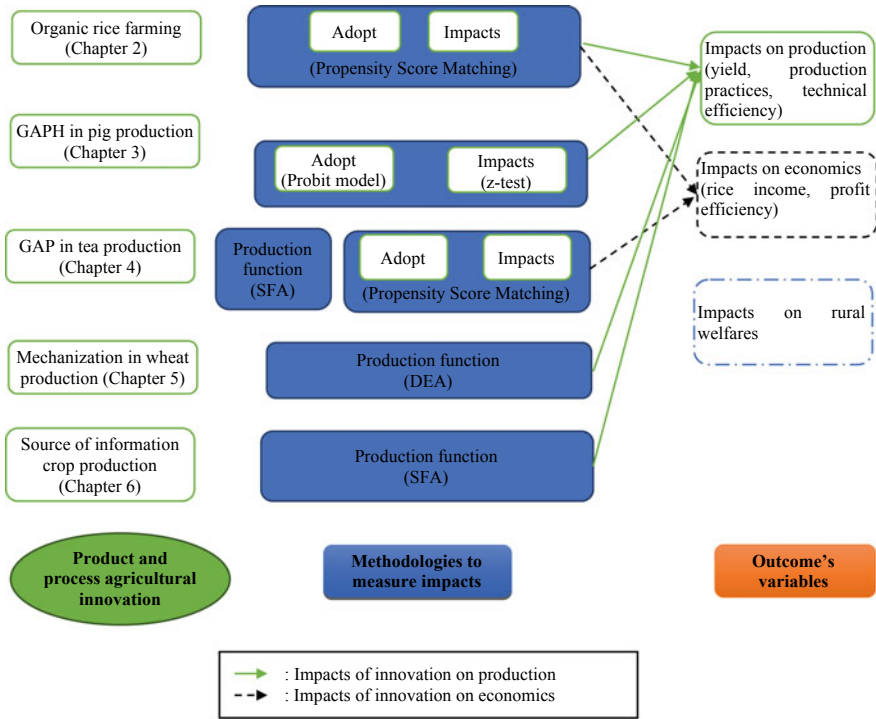 Organic rice farming
(Chapter 2)
Adopt
Impacts
(Propensity Score Matching)
Impacts on production
(yield, production
practices, technical
efficiency)
GAPH in pig production
(Chapter 3)
Adopt
(Probit model)
Impacts
(z-test)
Impacts on economics
(rice income, profit
efficiency)
GAP in tea production
(Chapter 4)
Production
function
(SFA)
Adopt
Impacts
(Propensity Score Matching)
Impacts on rural
welfares
Mechanization in wheat
production (Chapter 5)
Production function
(DEA)
Source of information
crop production
(Chapter 6)
Production function
(SFA)
Product and
process agricultural
innovation
Methodologies to
measure impacts
Outcome's
variables
: Impacts of innovation on production
: Impacts of innovation on economics